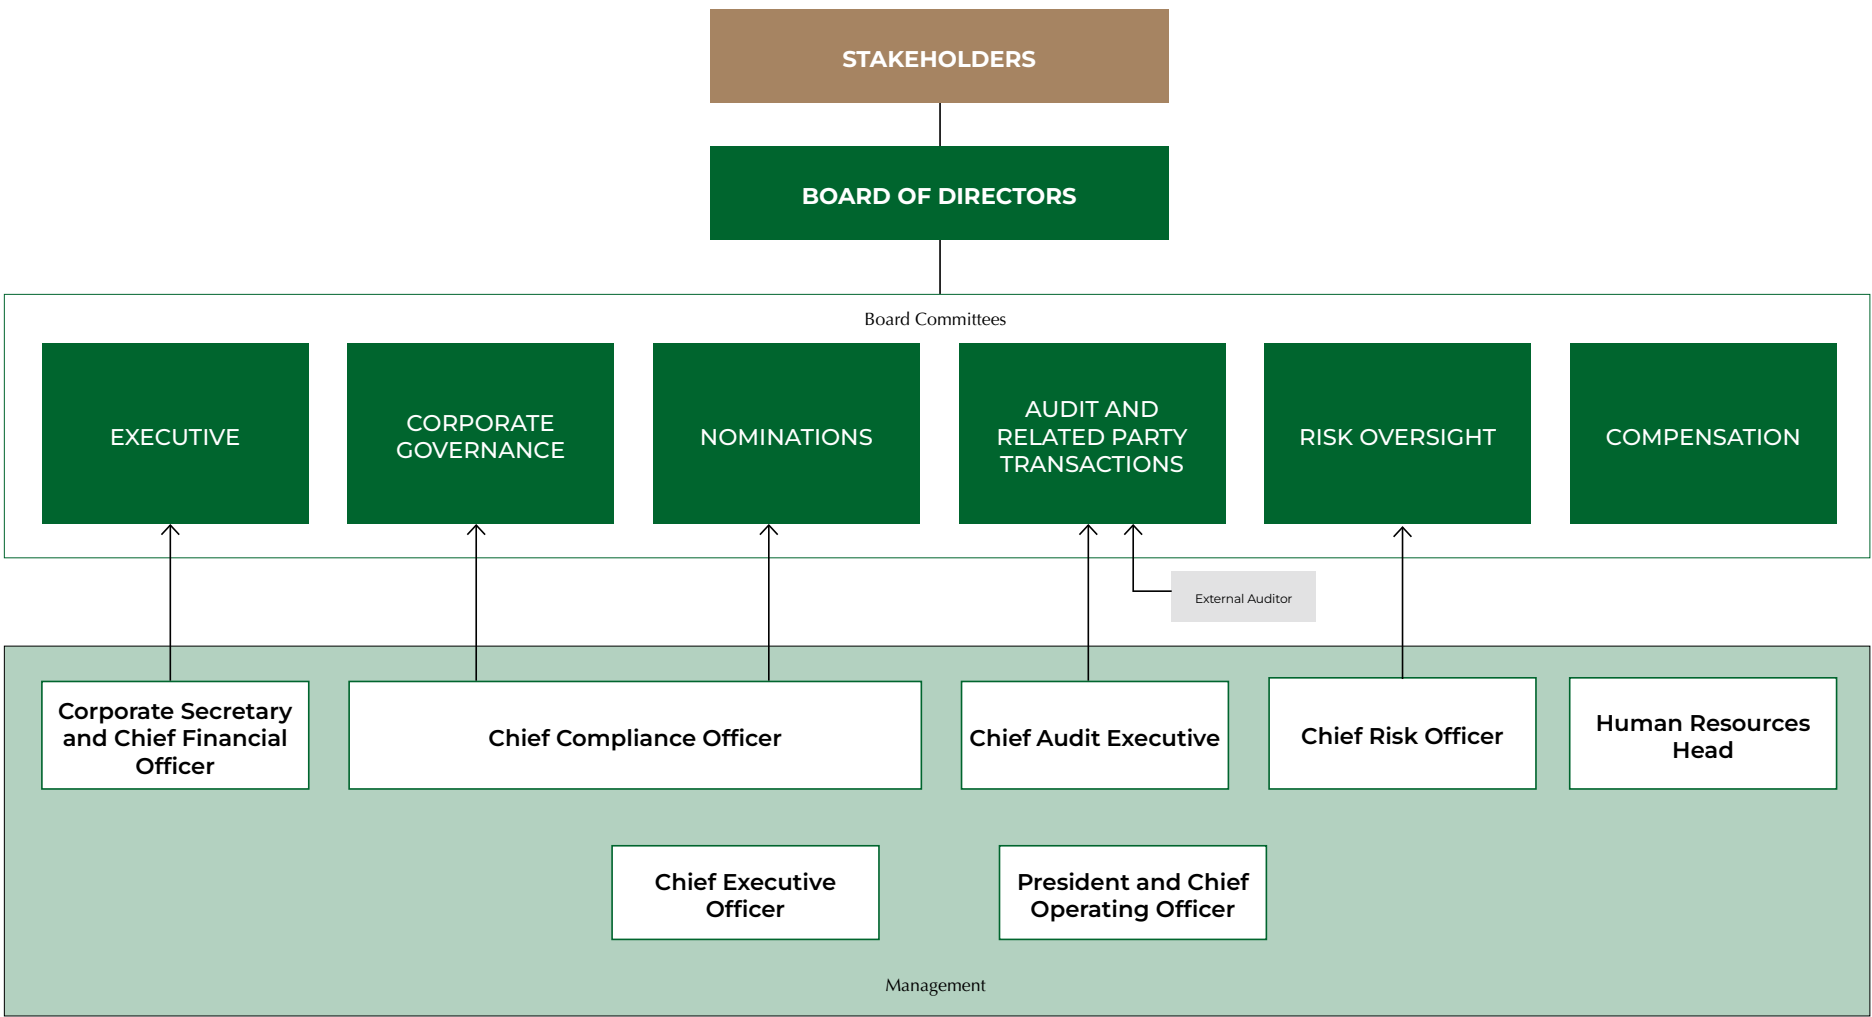 STAKEHOLDERS
BOARD OF DIRECTORS
Board Committees
EXECUTIVE
CORPORATE
GOVERNANCE
NOMINATIONS
AUDIT AND
RELATED PARTY
TRANSACTIONS
RISK OVERSIGHT
COMPENSATION
External Auditor
Corporate Secretary
and Chief Financial
Officer
Chief Compliance Officer
Chief Audit Executive
Chief Risk Officer
Human Resources
Head
Chief Executive
Officer
President and Chief
Operating Officer
Management